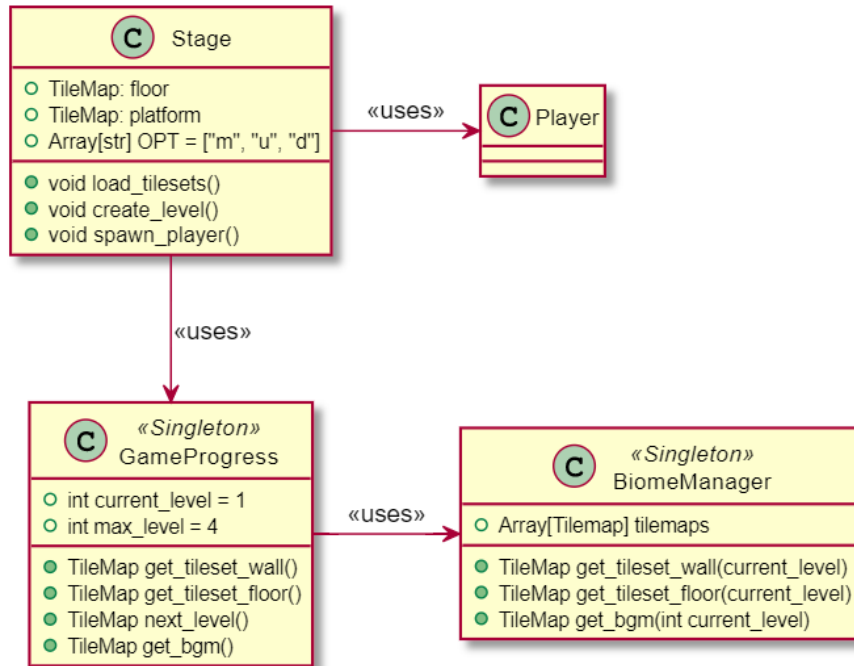 C Stage
TileMap: floor
TileMap: platform
Array[str] OPT = ["m", "u", "d"]
void load_tilesets()
void create_level()
void spawn_player()
«uses»
C Player
«uses»
«Singleton»
C GameProgress
int current_level = 1
int max_level = 4
TileMap get_tileset_wall()
TileMap get_tileset_floor()
TileMap next_level()
TileMap get_bgm()
«uses»
«Singleton»
C BiomeManager
Array[Tilemap] tilemaps
TileMap get_tileset_wall(current_level)
TileMap get_tileset_floor(current_level)
TileMap get_bgm(int current_level)